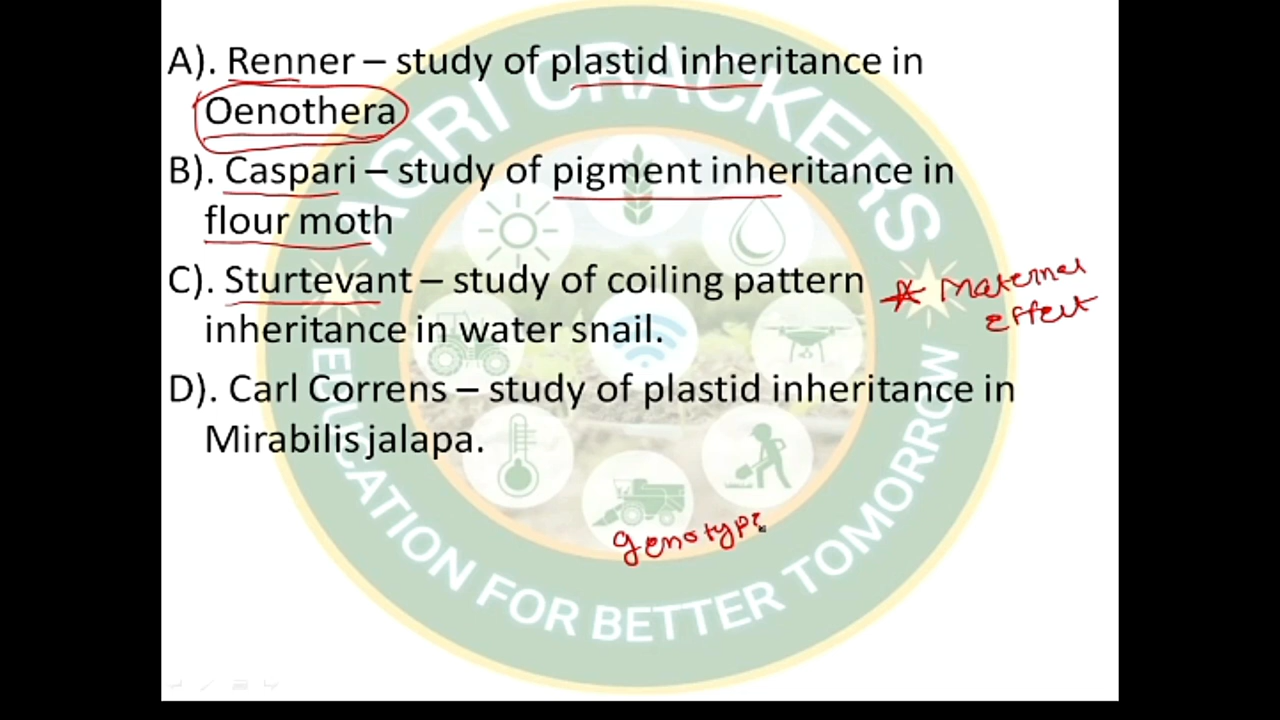 A). Renner – study of plastid inheritance in
Oenothera
B). Caspari – study of pigment inheritance in
flour moth
C). Sturtevant – study of coiling pattern
inheritance in water snail.
Maternal
effect
D). Carl Correns – study of plastid inheritance in
Mirabilis jalapa.
genotype
AGRI CRACKERS
EDUCATION FOR BETTER TOMORROW